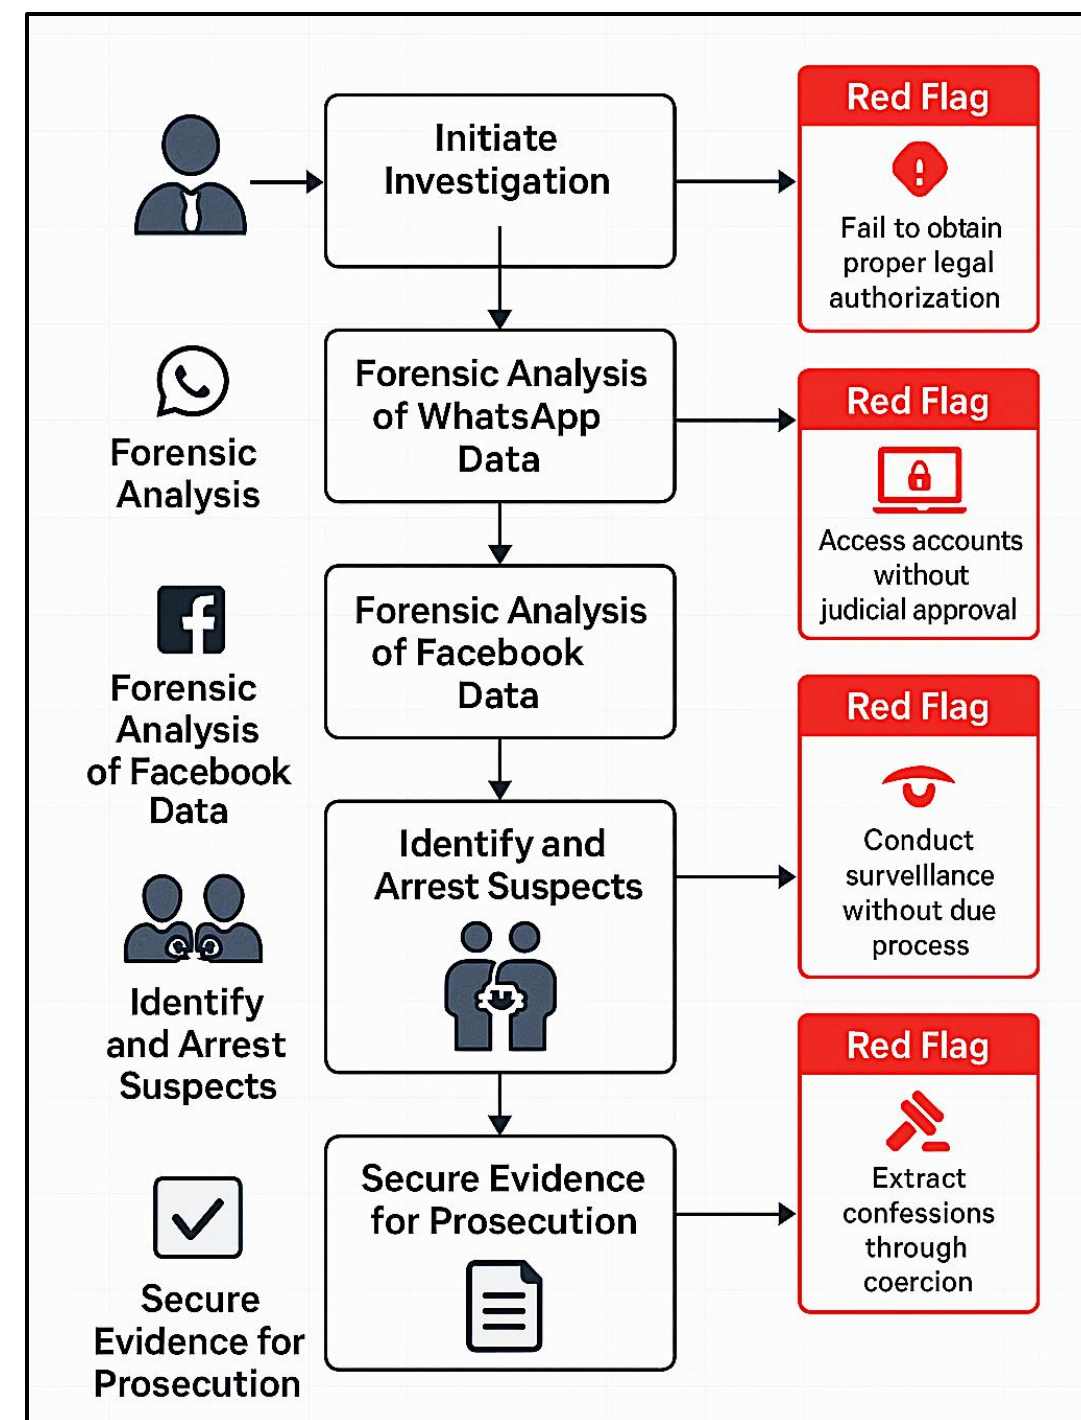 Initiate
Investigation
Red Flag
Fail to obtain
proper legal
authorization
Forensic
Analysis
Forensic Analysis
of WhatsApp
Data
Red Flag
Access accounts
without
judicial approval
Forensic
Analysis
of Facebook
Data
Forensic Analysis
of Facebook
Data
Red Flag
Conduct
survelllance
without due
process
Identify
and Arrest
Suspects
Identify and
Arrest Suspects
Red Flag
Extract
confessions
through
coercion
Secure
Evidence for
Prosecution
Secure Evidence
for Prosecution